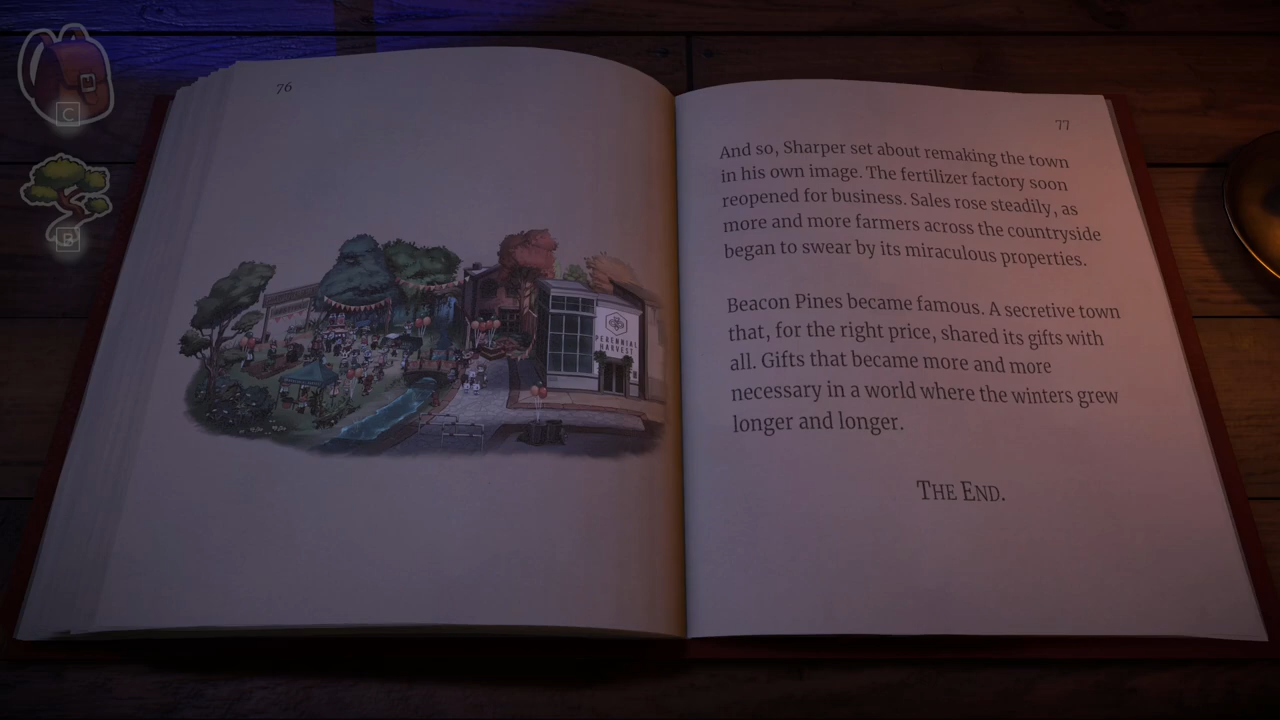 76
77
C
B
PERENNIAL
HARVEST
And so, Sharper set about remaking the town
in his own image. The fertilizer factory soon
reopened for business. Sales rose steadily, as
more and more farmers across the countryside
began to swear by its miraculous properties.
Beacon Pines became famous. A secretive town
that, for the right price, shared its gifts with
all. Gifts that became more and more
necessary in a world where the winters grew
longer and longer.
THE END.